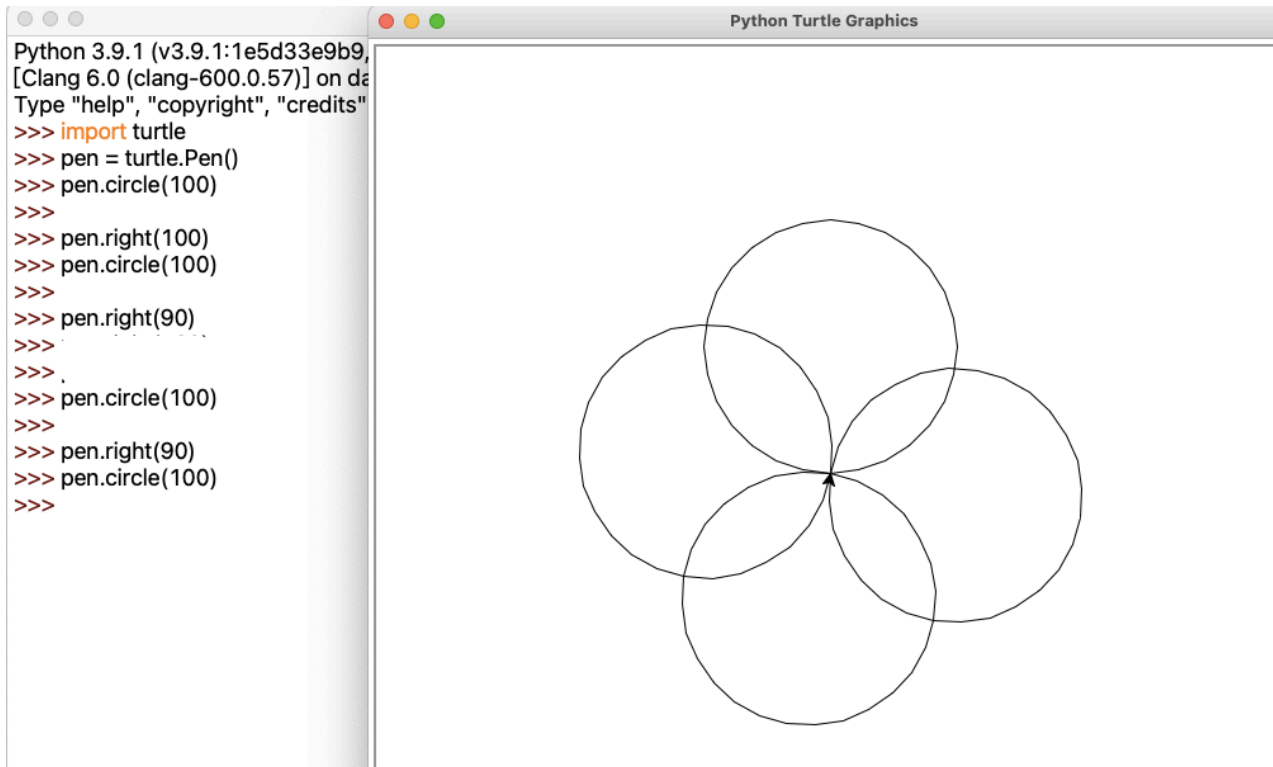 Python Turtle Graphics
Python 3.9.1 (v3.9.1:1e5d33e9b9,
[Clang 6.0 (clang-600.0.57)] on da
Type "help", "copyright", "credits"
>>> import turtle
>>> pen = turtle.Pen()
>>> pen.circle(100)
>>>
>>> pen.right(100)
>>> pen.circle(100)
>>>
>>> pen.right(90)
>>>
>>>
>>> pen.circle(100)
>>>
>>> pen.right(90)
>>> pen.circle(100)
>>>